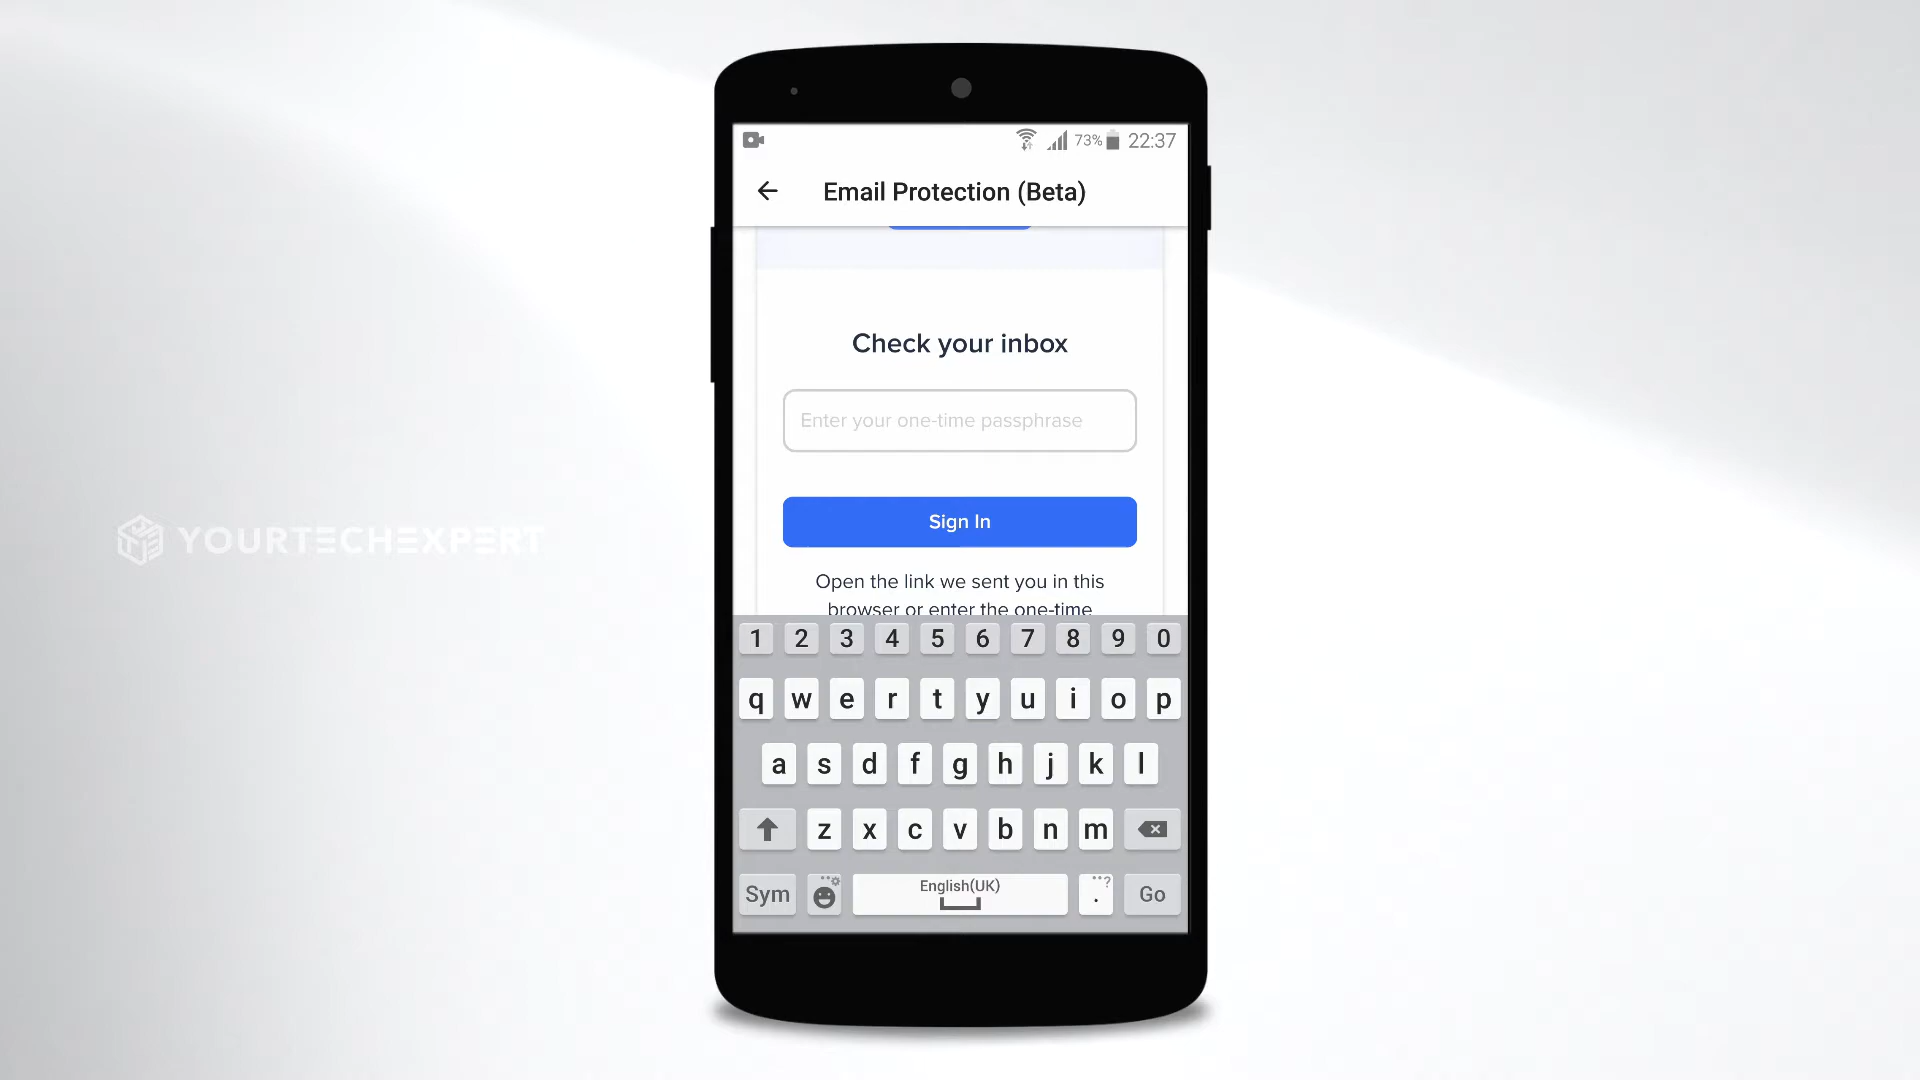 73% 22:37
Email Protection (Beta)
Check your inbox
Enter your one-time passphrase
Sign In
Open the link we sent you in this
browser or enter the one-time
YOURTECHEXPERT
1 2 3 4 5 6 7 8 9 0
q w e r t y u i o p
a s d f g h j k l
z x c v b n m
English(UK)
Sym . ? Go